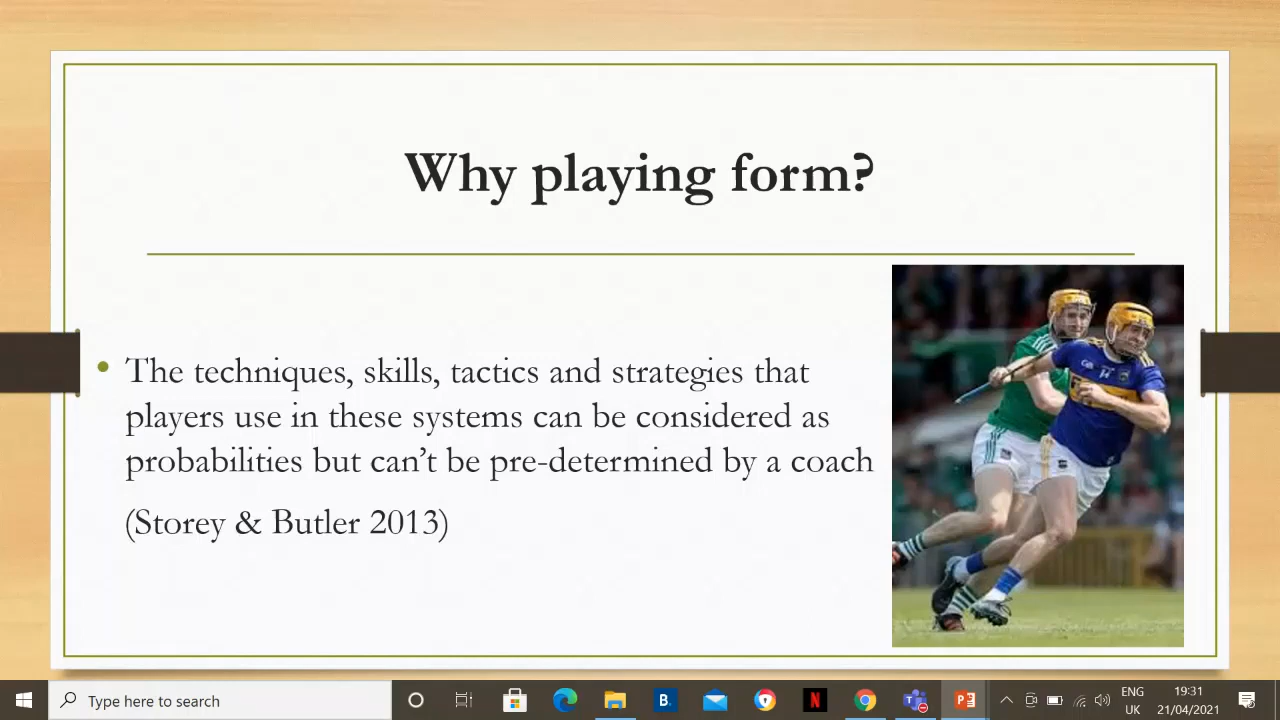 Why playing form?
• The techniques, skills, tactics and strategies that
players use in these systems can be considered as
probabilities but can’t be pre-determined by a coach
(Storey & Butler 2013)
Type here to search
B.
N
P
ENG
UK
19:31
21/04/2021